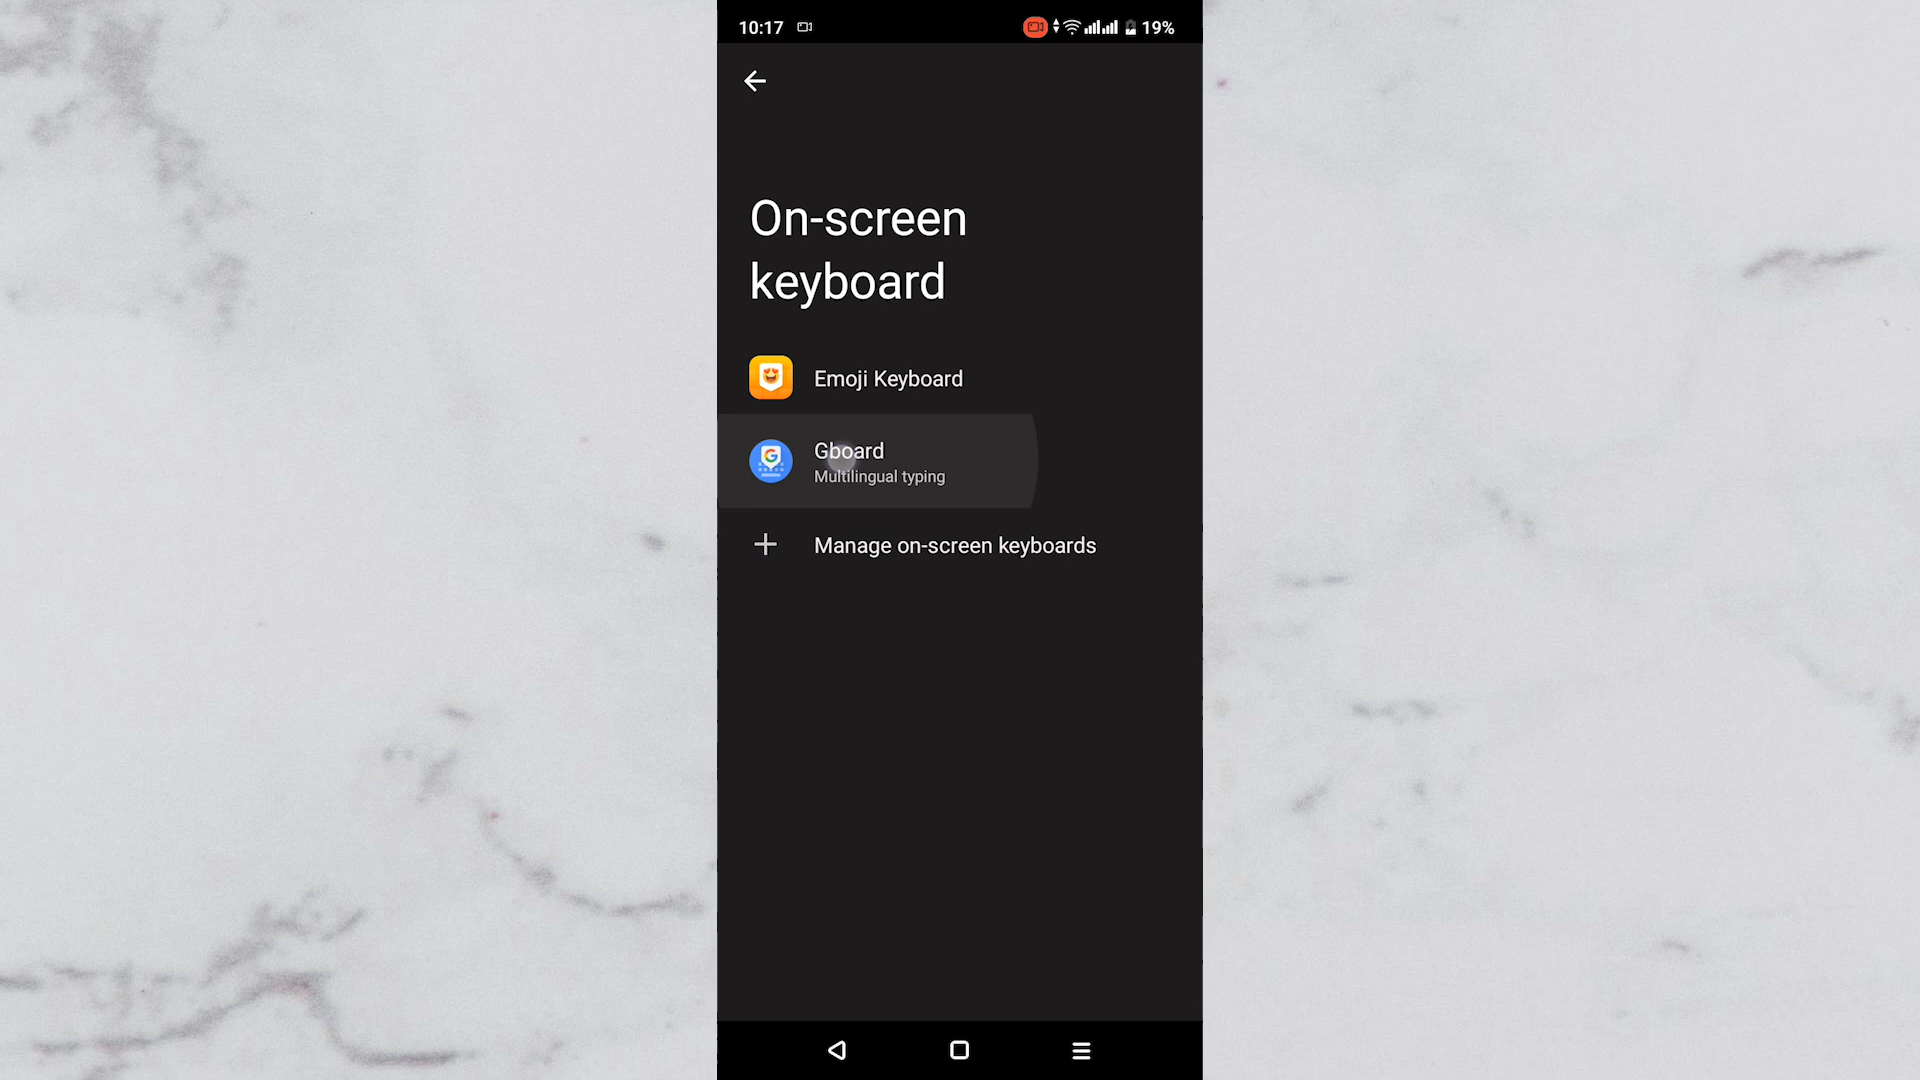 10:17
19%
On-screen
keyboard
Emoji Keyboard
Gboard
Multilingual typing
Manage on-screen keyboards